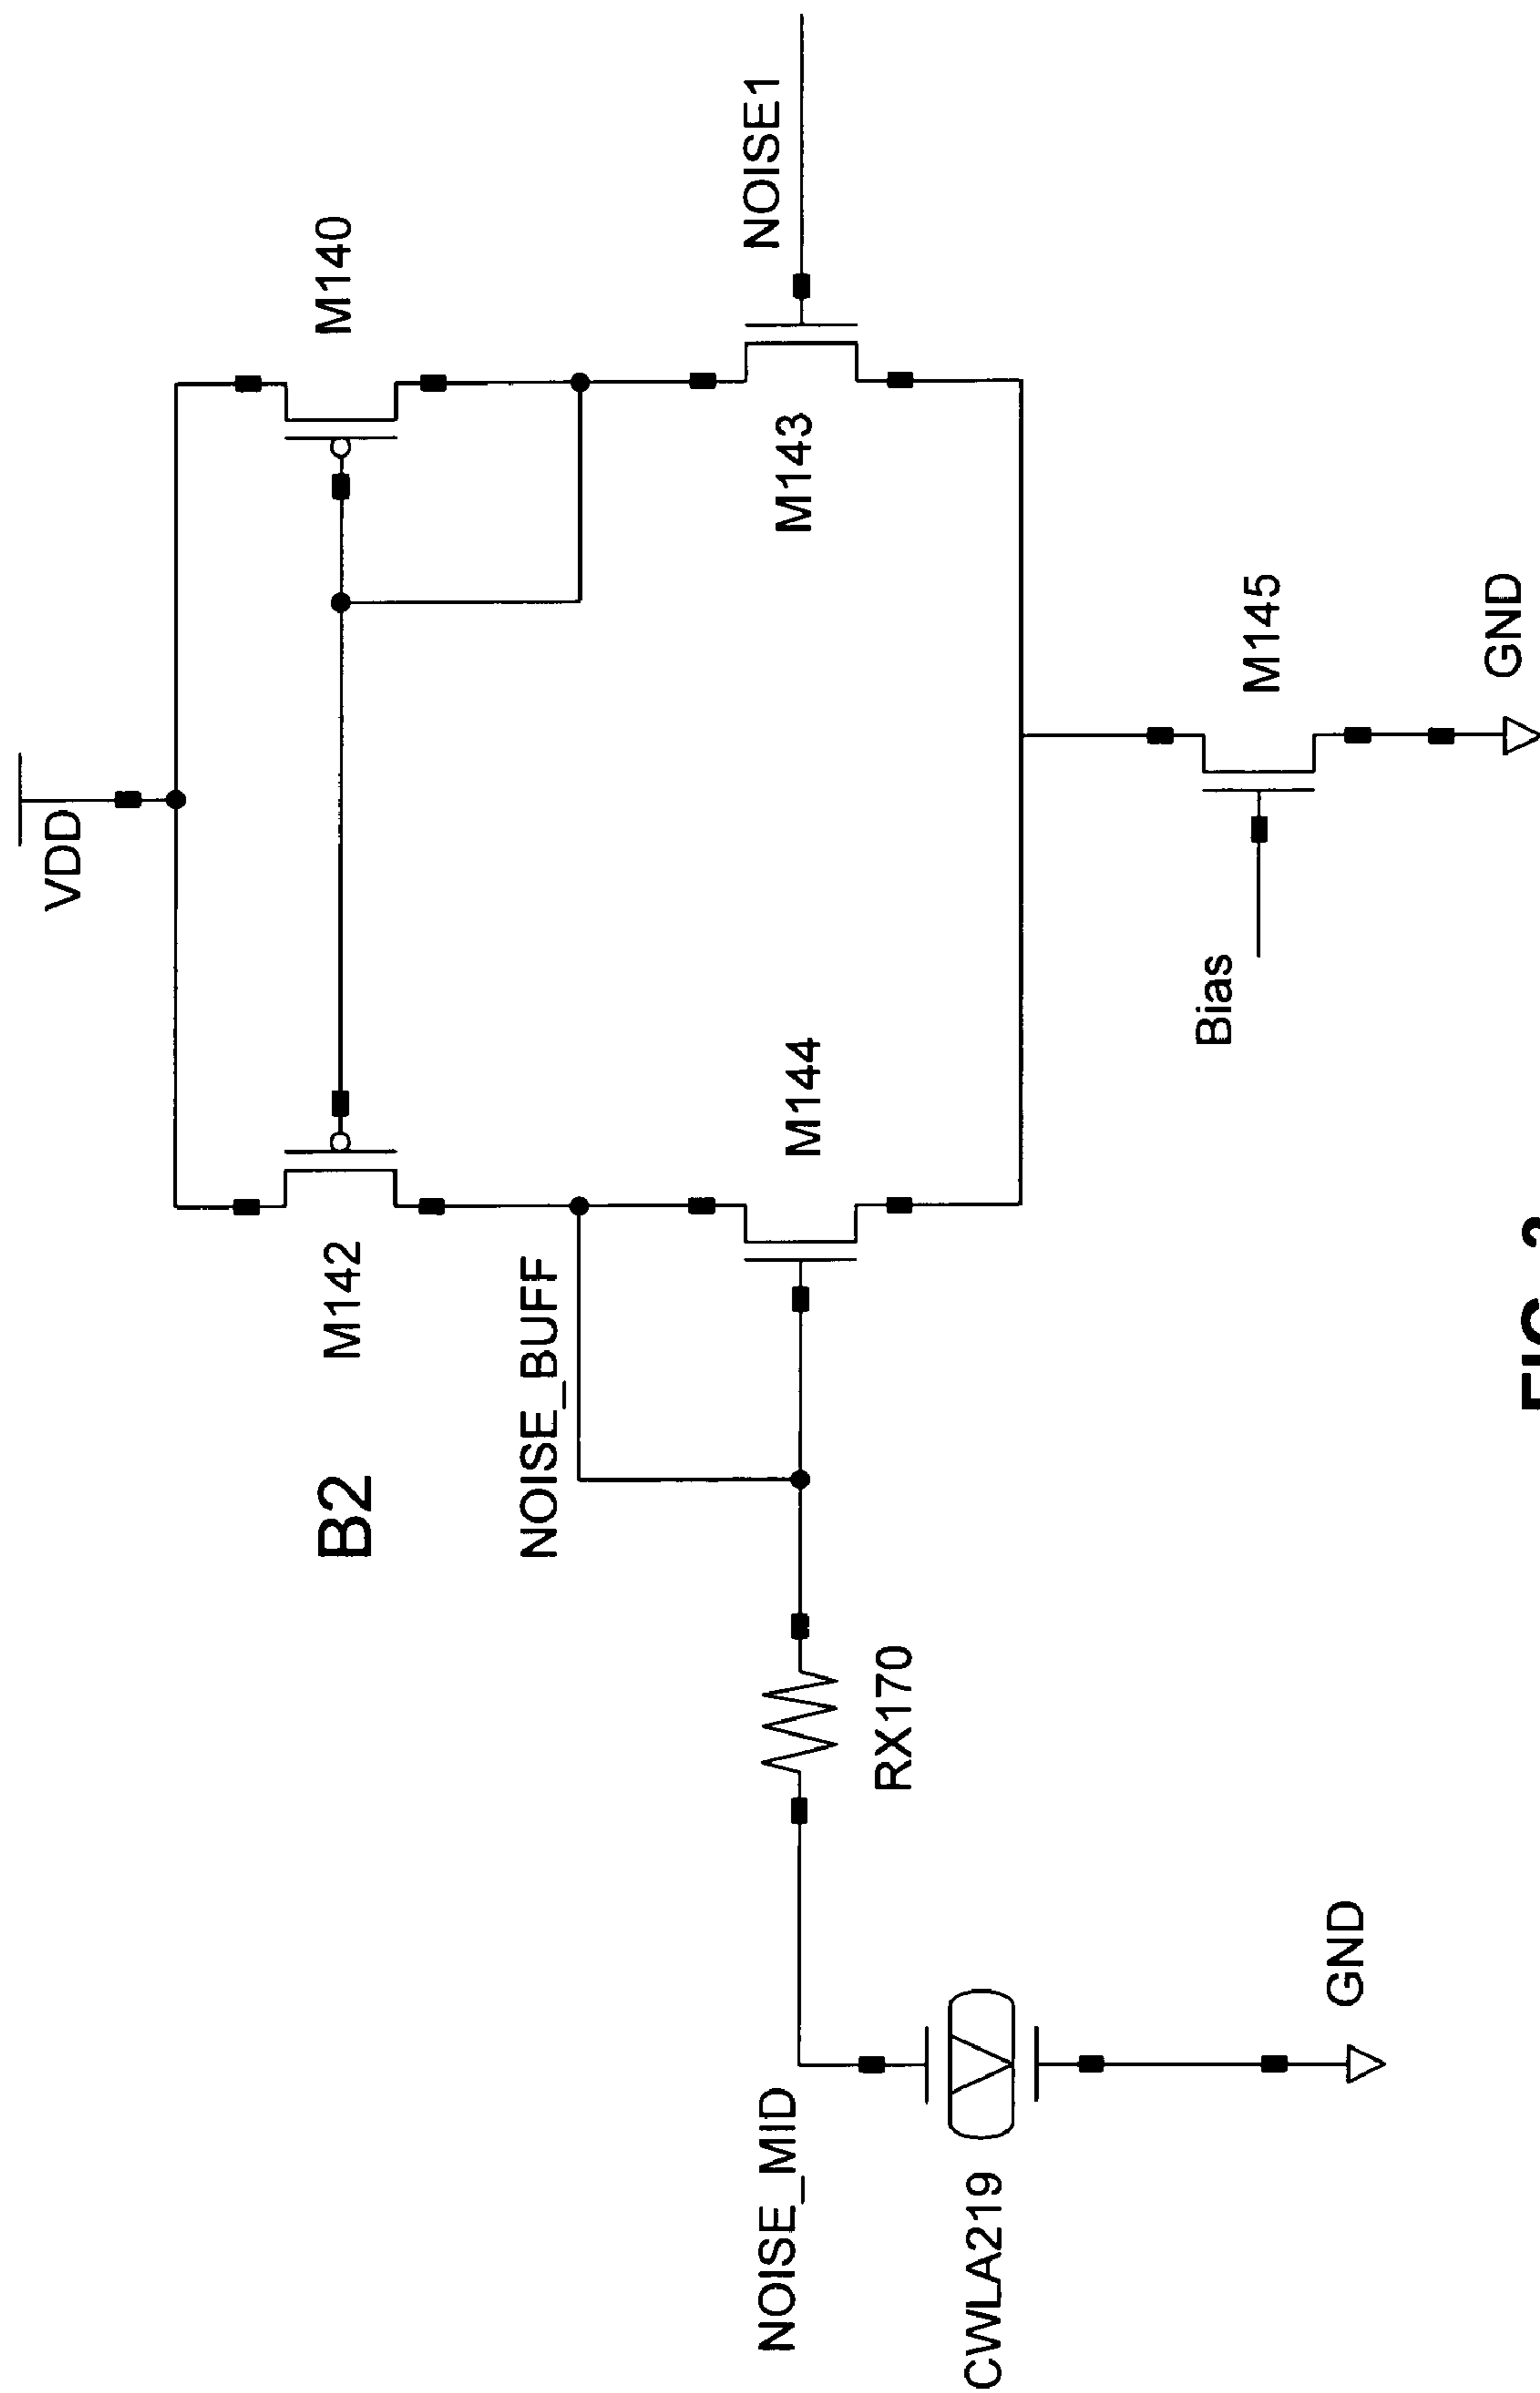 VDD
M140
NOISE1
M142
B2
NOISE_BUFF
M143
M144
NOISE_MID
RX170
CWLA219
Bias
M145
GND
GND